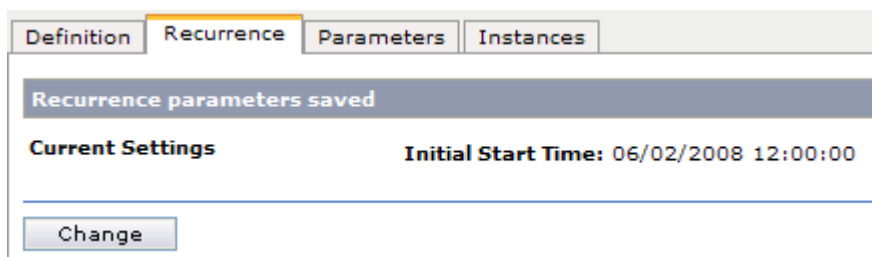 Definition Recurrence Parameters Instances
Recurrence parameters saved
Current Settings Initial Start Time: 06/02/2008 12:00:00
Change